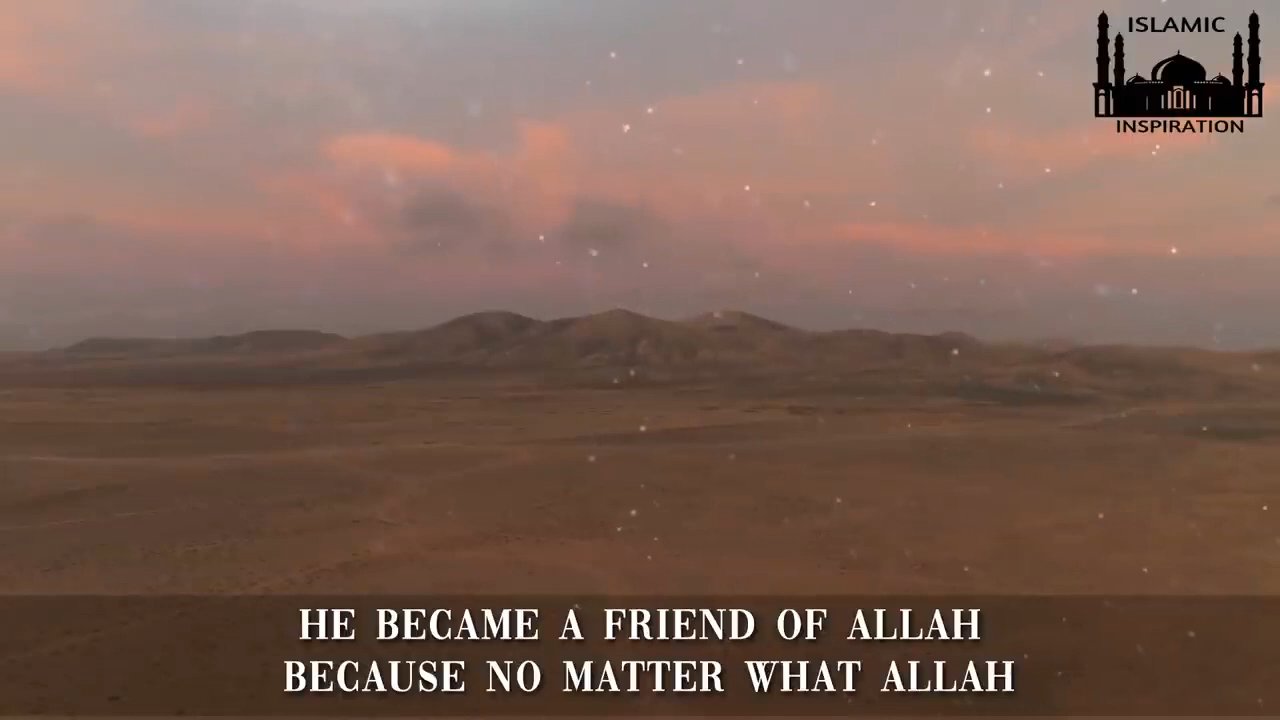 ISLAMIC
INSPIRATION
HE BECAME A FRIEND OF ALLAH
BECAUSE NO MATTER WHAT ALLAH